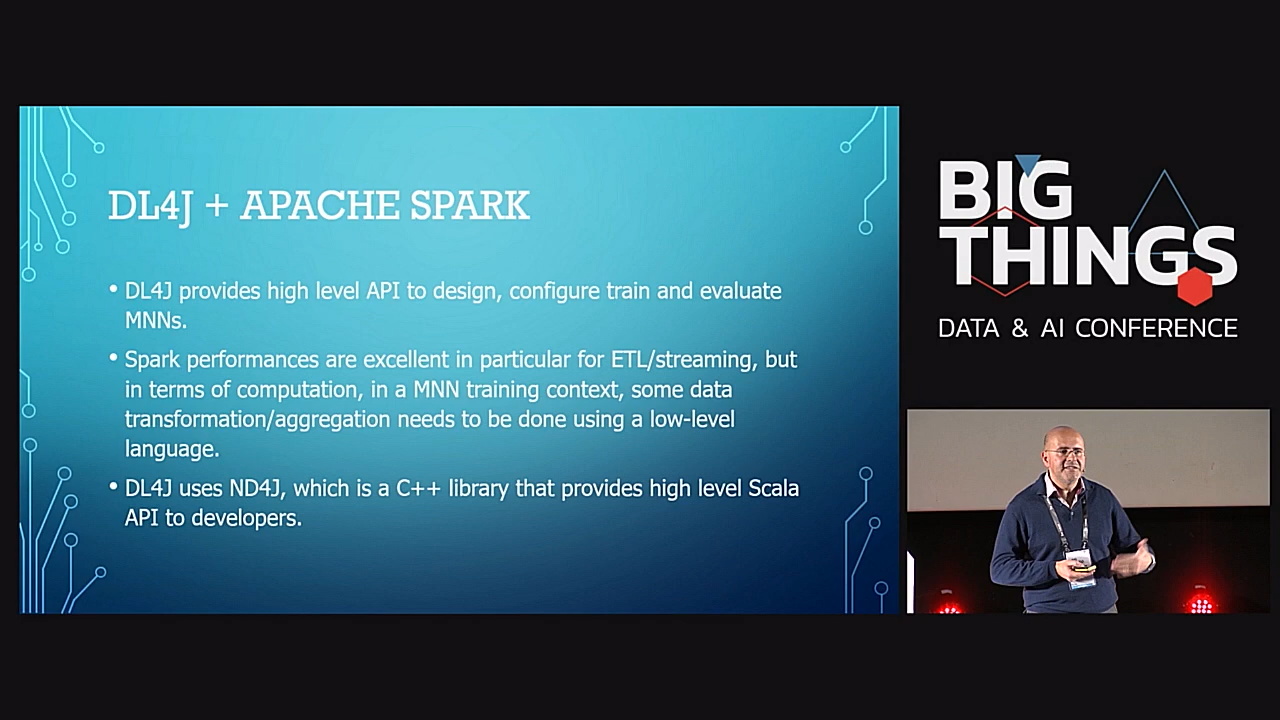 DL4J + APACHE SPARK
• DL4J provides high level API to design, configure train and evaluate
MNNs.
• Spark performances are excellent in particular for ETL/streaming, but
in terms of computation, in a MNN training context, some data
transformation/aggregation needs to be done using a low-level
language.
• DL4J uses ND4J, which is a C++ library that provides high level Scala
API to developers.
BIG
THINGS
DATA & AI CONFERENCE